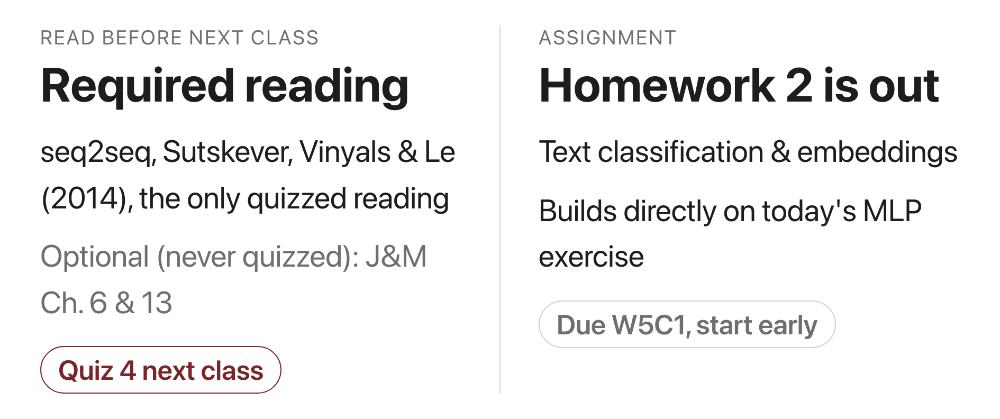 READ BEFORE NEXT CLASS
Required reading
seq2seq, Sutskever, Vinyals & Le
(2014), the only quizzed reading
Optional (never quizzed): J&M
Ch. 6 & 13
Quiz 4 next class
ASSIGNMENT
Homework 2 is out
Text classification & embeddings
Builds directly on today's MLP
exercise
Due W5C1, start early